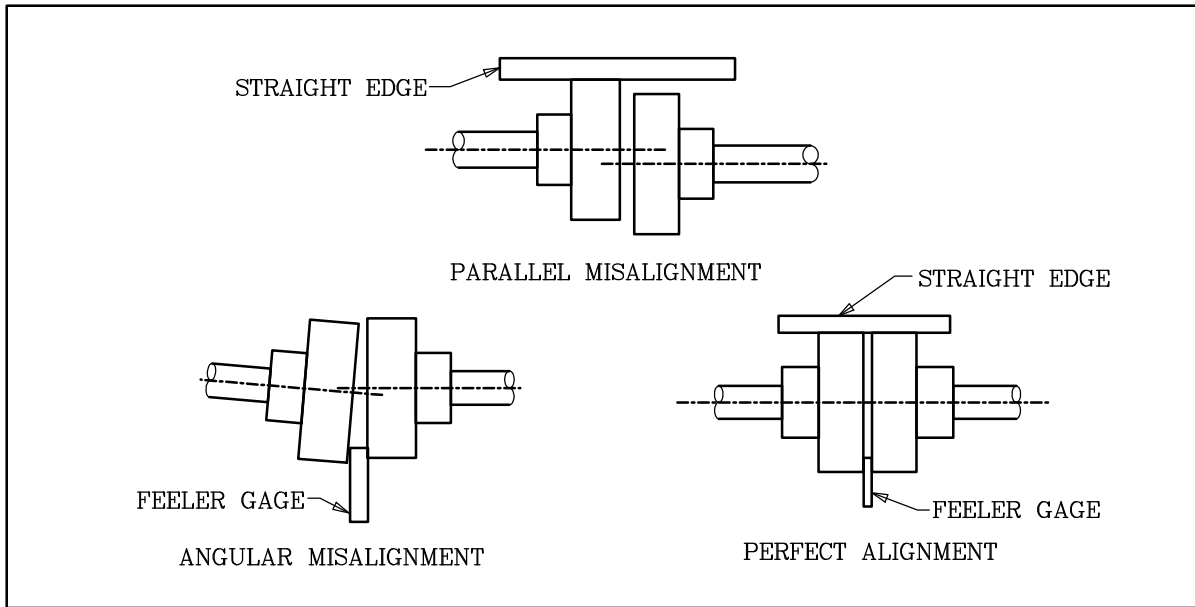 STRAIGHT EDGE
PARALLEL MISALIGNMENT
STRAIGHT EDGE
FEELER GAGE
ANGULAR MISALIGNMENT
FEELER GAGE
PERFECT ALIGNMENT